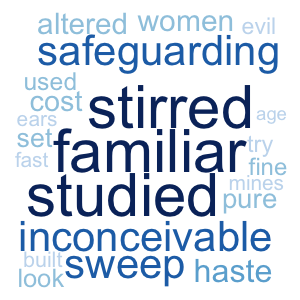 altered women evil
safeguarding
used
cost stirred
ears age
set familiar try
fast fine
studied mines
pure
inconceivable
built sweep haste
look